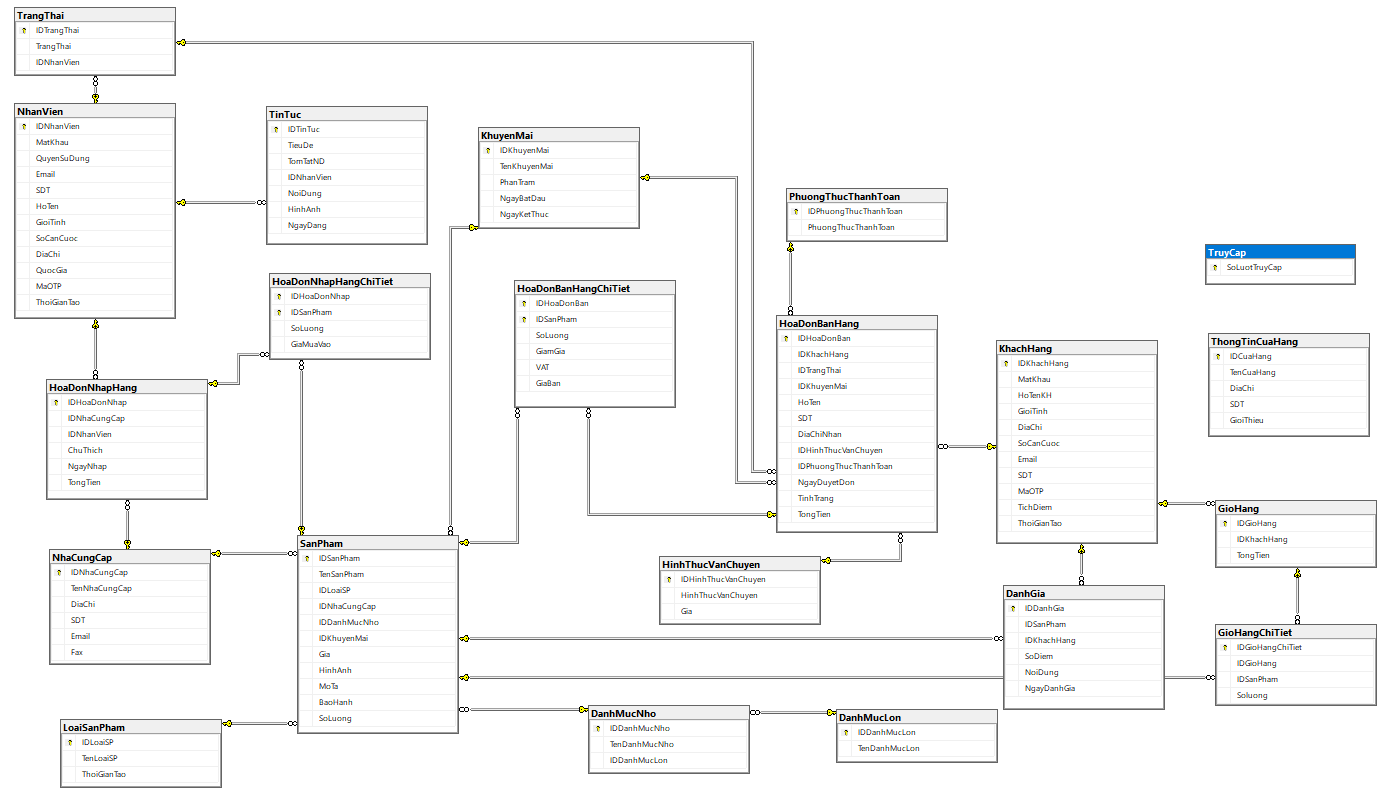 TrangThai
IDTrangThai
TrangThai
IDNhanVien
NhanVien
IDNhanVien
MatKhau
QuyenSuDung
Email
SDT
HoTen
GioiTinh
SoCanCuoc
DiaChi
QuocGia
MaOTP
ThoiGianTao
TinTuc
IDTinTuc
TieuDe
TomTatND
IDNhanVien
NoiDung
HinhAnh
NgayDang
KhuyenMai
IDKhuyenMai
TenKhuyenMai
PhanTram
NgayBatDau
NgayKetThuc
PhuongThucThanhToan
IDPhuongThucThanhToan
PhuongThucThanhToan
TruyCap
SoLuotTruyCap
HoaDonNhapHangChiTiet
IDHoaDonNhap
IDSanPham
SoLuong
GiaMuaVao
HoaDonBanHangChiTiet
IDHoaDonBan
IDSanPham
SoLuong
GiamGia
VAT
GiaBan
HoaDonBanHang
IDHoaDonBan
IDKhachHang
IDTrangThai
IDKhuyenMai
HoTen
SDT
DiaChiNhan
IDHinhThucVanChuyen
IDPhuongThucThanhToan
NgayDuyetDon
TinhTrang
TongTien
KhachHang
IDKhachHang
MatKhau
HoTenKH
GioiTinh
DiaChi
SoCanCuoc
Email
SDT
MaOTP
TichDiem
ThoiGianTao
ThongTinCuaHang
IDCuaHang
TenCuaHang
DiaChi
SDT
GioiThieu
HoaDonNhapHang
IDHoaDonNhap
IDNhaCungCap
IDNhanVien
ChuThich
NgayNhap
TongTien
GioHang
IDGioHang
IDKhachHang
TongTien
NhaCungCap
IDNhaCungCap
TenNhaCungCap
DiaChi
SDT
Email
Fax
SanPham
IDSanPham
TenSanPham
IDLoaiSP
IDNhaCungCap
IDDanhMucNho
IDKhuyenMai
Gia
HinhAnh
MoTa
BaoHanh
SoLuong
HinhThucVanChuyen
IDHinhThucVanChuyen
HinhThucVanChuyen
Gia
DanhGia
IDDanhGia
IDSanPham
IDKhachHang
SoDiem
NoiDung
NgayDanhGia
GioHangChiTiet
IDGioHangChiTiet
IDGioHang
IDSanPham
Soluong
LoaiSanPham
IDLoaiSP
TenLoaiSP
ThoiGianTao
DanhMucNho
IDDanhMucNho
TenDanhMucNho
IDDanhMucLon
DanhMucLon
IDDanhMucLon
TenDanhMucLon